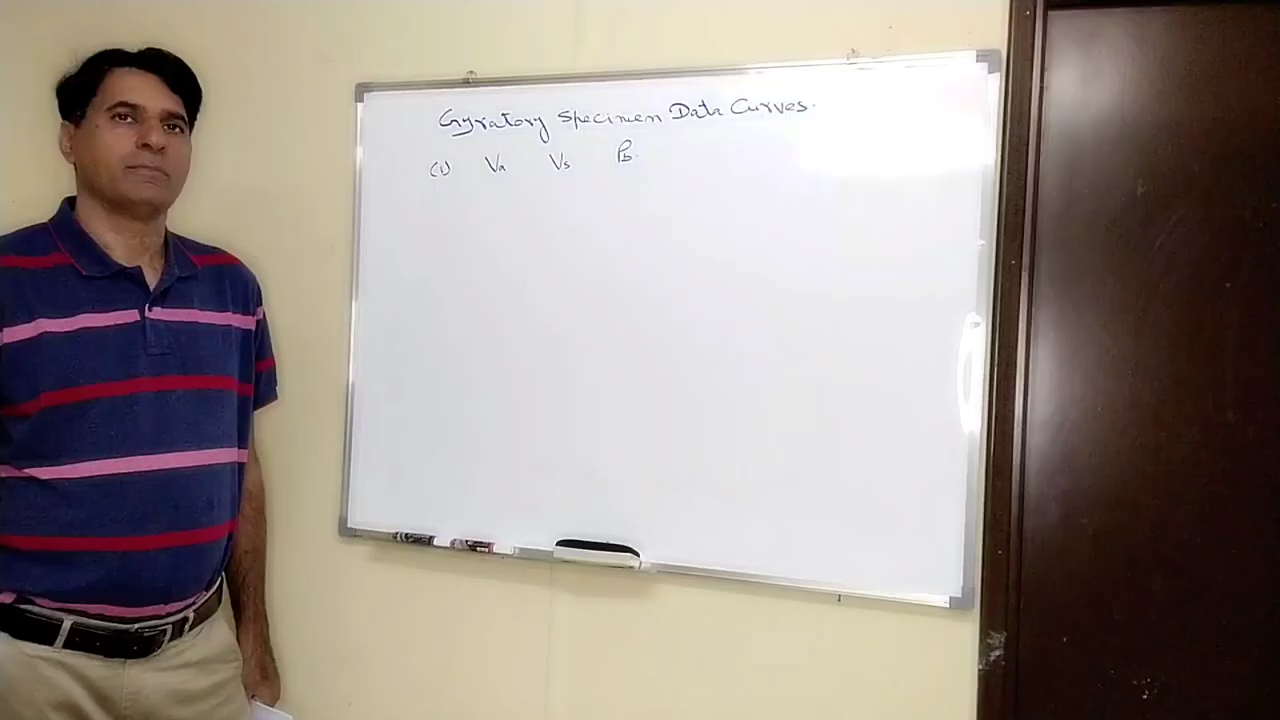 Gyratory Specimen Data Curves.
(1) Va Vs Pb.